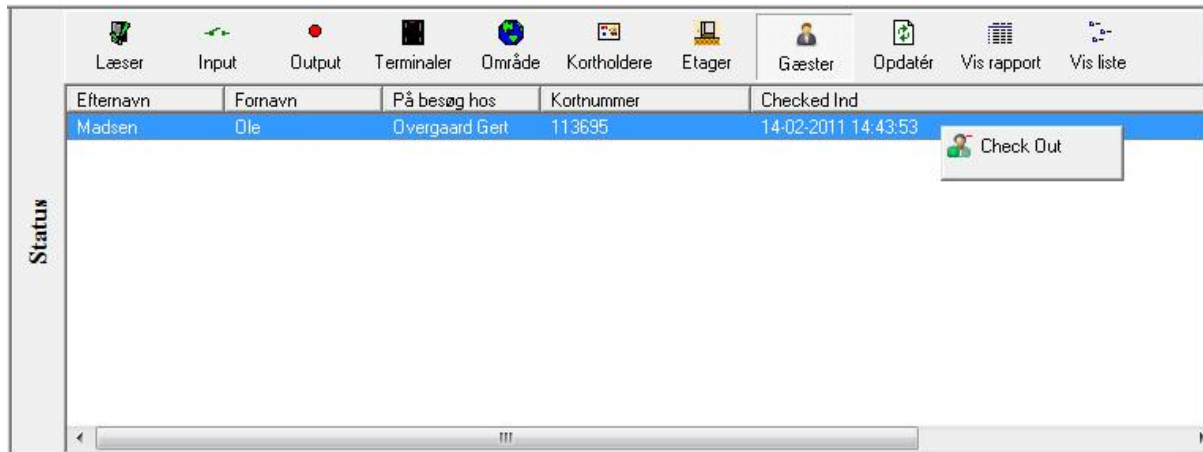 Læser Input Output Terminaler Område Kortholdere Etager Gæster Opdatér Vis rapport Vis liste
Efternavn Fornavn På besøg hos Kortnummer Checked Ind
Madsen Ole Overgaard Gert 113695 14-02-2011 14:43:53
Check Out
Status